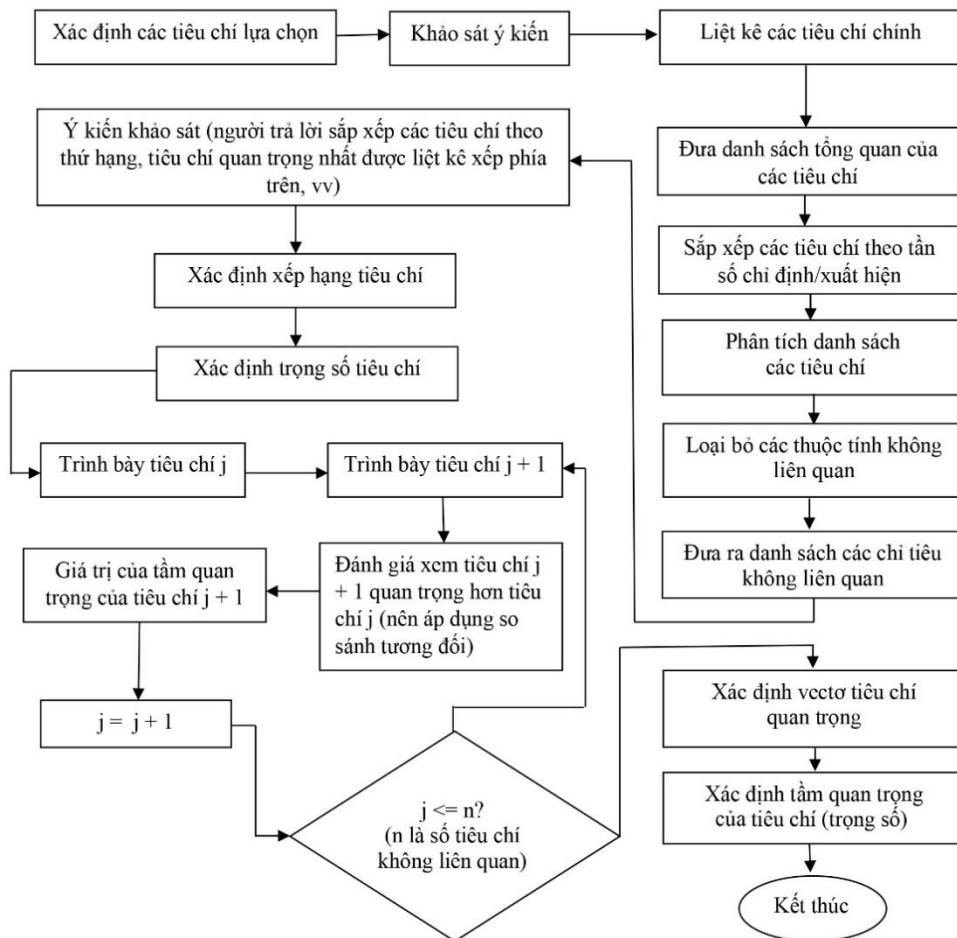 Xác định các tiêu chí lựa chọn
Khảo sát ý kiến
Liệt kê các tiêu chí chính
Đưa danh sách tổng quan của
các tiêu chí
Sắp xếp các tiêu chí theo tần
số chỉ định/xuất hiện
Phân tích danh sách
các tiêu chí
Loại bỏ các thuộc tính không
liên quan
Đưa ra danh sách các chỉ tiêu
không liên quan
Ý kiến khảo sát (người trả lời sắp xếp các tiêu chí theo
thứ hạng, tiêu chí quan trọng nhất được liệt kê xếp phía
trên, vv)
Xác định xếp hạng tiêu chí
Xác định trọng số tiêu chí
Trình bày tiêu chí j
Trình bày tiêu chí j + 1
Đánh giá xem tiêu chí j
+ 1 quan trọng hơn tiêu
chí j (nên áp dụng so
sánh tương đối)
Giá trị của tầm quan
trọng của tiêu chí j + 1
j = j + 1
j <= n?
(n là số tiêu chí
không liên quan)
Xác định vectơ tiêu chí
quan trọng
Xác định tầm quan trọng
của tiêu chí (trọng số)
Kết thúc